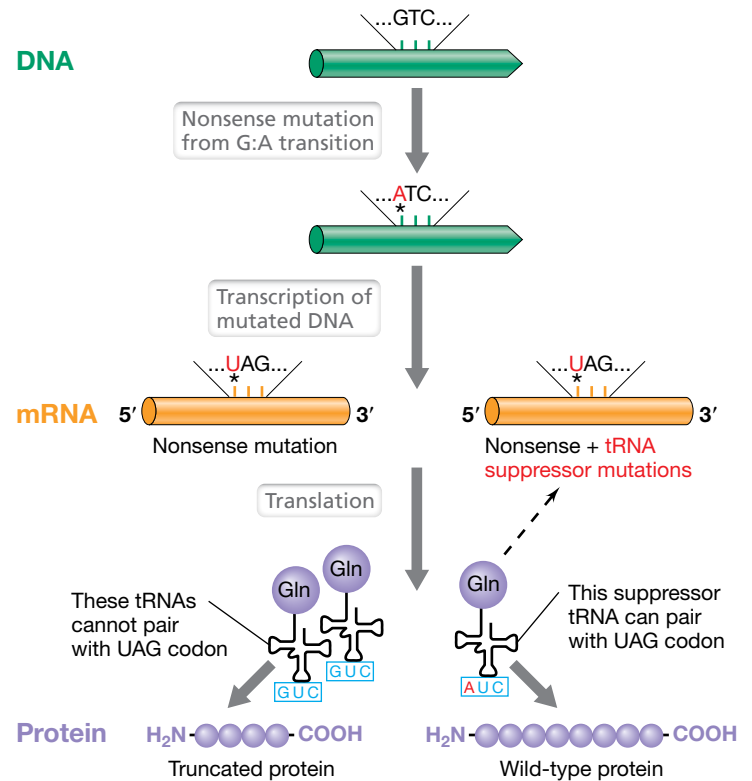 ...GTC...
DNA
Nonsense mutation
from G:A transition
...ATC...
*
Transcription of
mutated DNA
...UAG...
*
...UAG...
*
mRNA
5′
3′
5′
3′
Nonsense mutation
Nonsense + tRNA
suppressor mutations
Translation
Gln
Gln
Gln
These tRNAs
cannot pair
with UAG codon
This suppressor
tRNA can pair
with UAG codon
GUC
GUC
AUC
Protein
H₂N
COOH
H₂N
COOH
Truncated protein
Wild-type protein